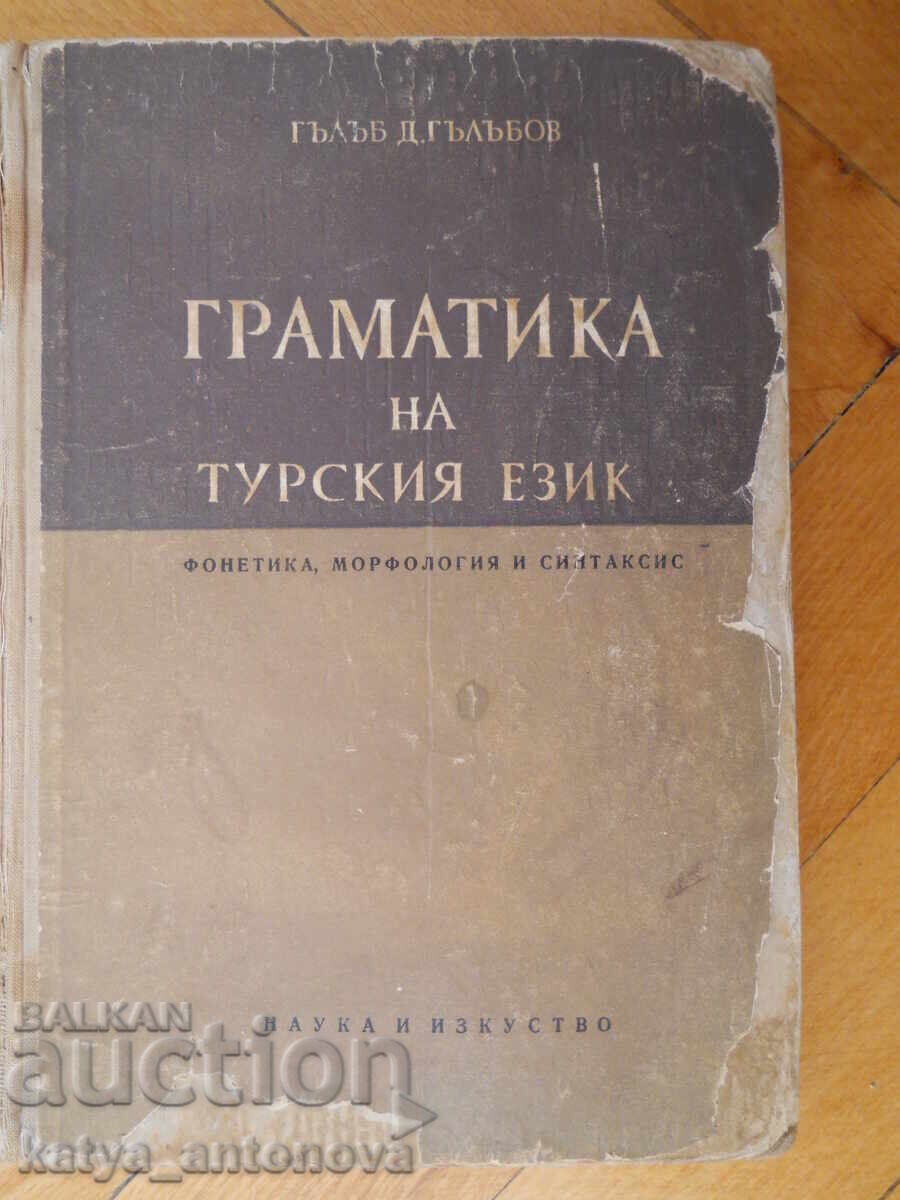 ГЪЛЪБ Д. ГЪЛЪБОВ
ГРАМАТИКА
НА
ТУРСКИЯ ЕЗИК
ФОНЕТИКА, МОРФОЛОГИЯ И СИНТАКСИС
НАУКА И ИЗКУСТВО
BALKAN
auction
katya_antonova